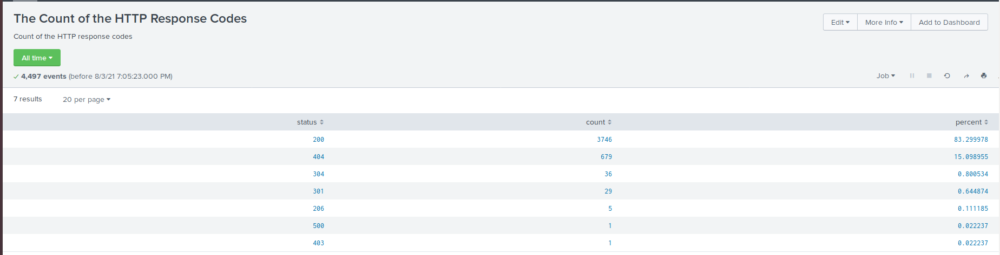 The Count of the HTTP Response Codes
Edit More Info Add to Dashboard
Count of the HTTP response codes
All time
4,497 events (before 8/3/21 7:05:23.000 PM)
Job
7 results 20 per page
status count percent
200 3746 83.299978
404 679 15.098955
304 36 0.800534
301 29 0.644874
206 5 0.111185
500 1 0.022237
403 1 0.022237